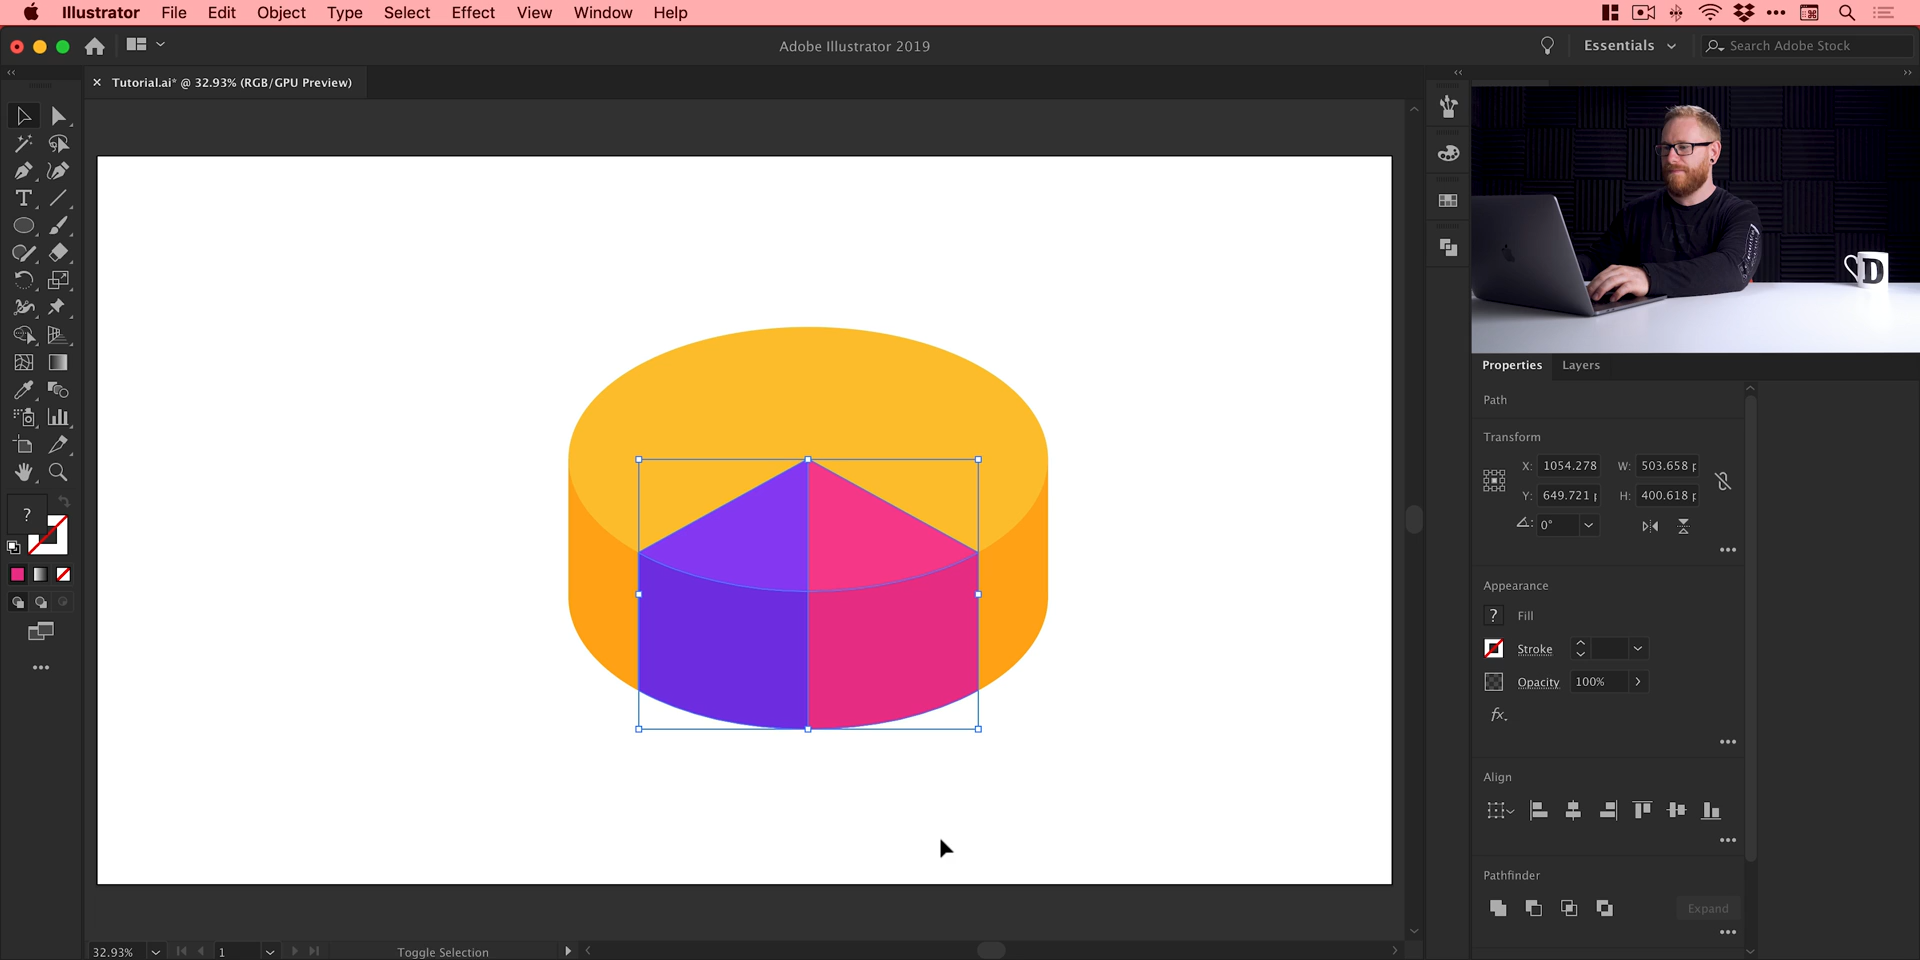 Illustrator File Edit Object Type Select Effect View Window Help
Adobe Illustrator 2019
Essentials
Search Adobe Stock
Tutorial.ai* @ 32.93% (RGB/GPU Preview)
D
Properties Layers
Path
Transform
X: 1054.278 W: 503.658 p
Y: 649.721 p H: 400.618 p
0°
Appearance
? Fill
Stroke
Opacity 100%
fx.
Align
Pathfinder
Expand
?
32.93% 1 Toggle Selection